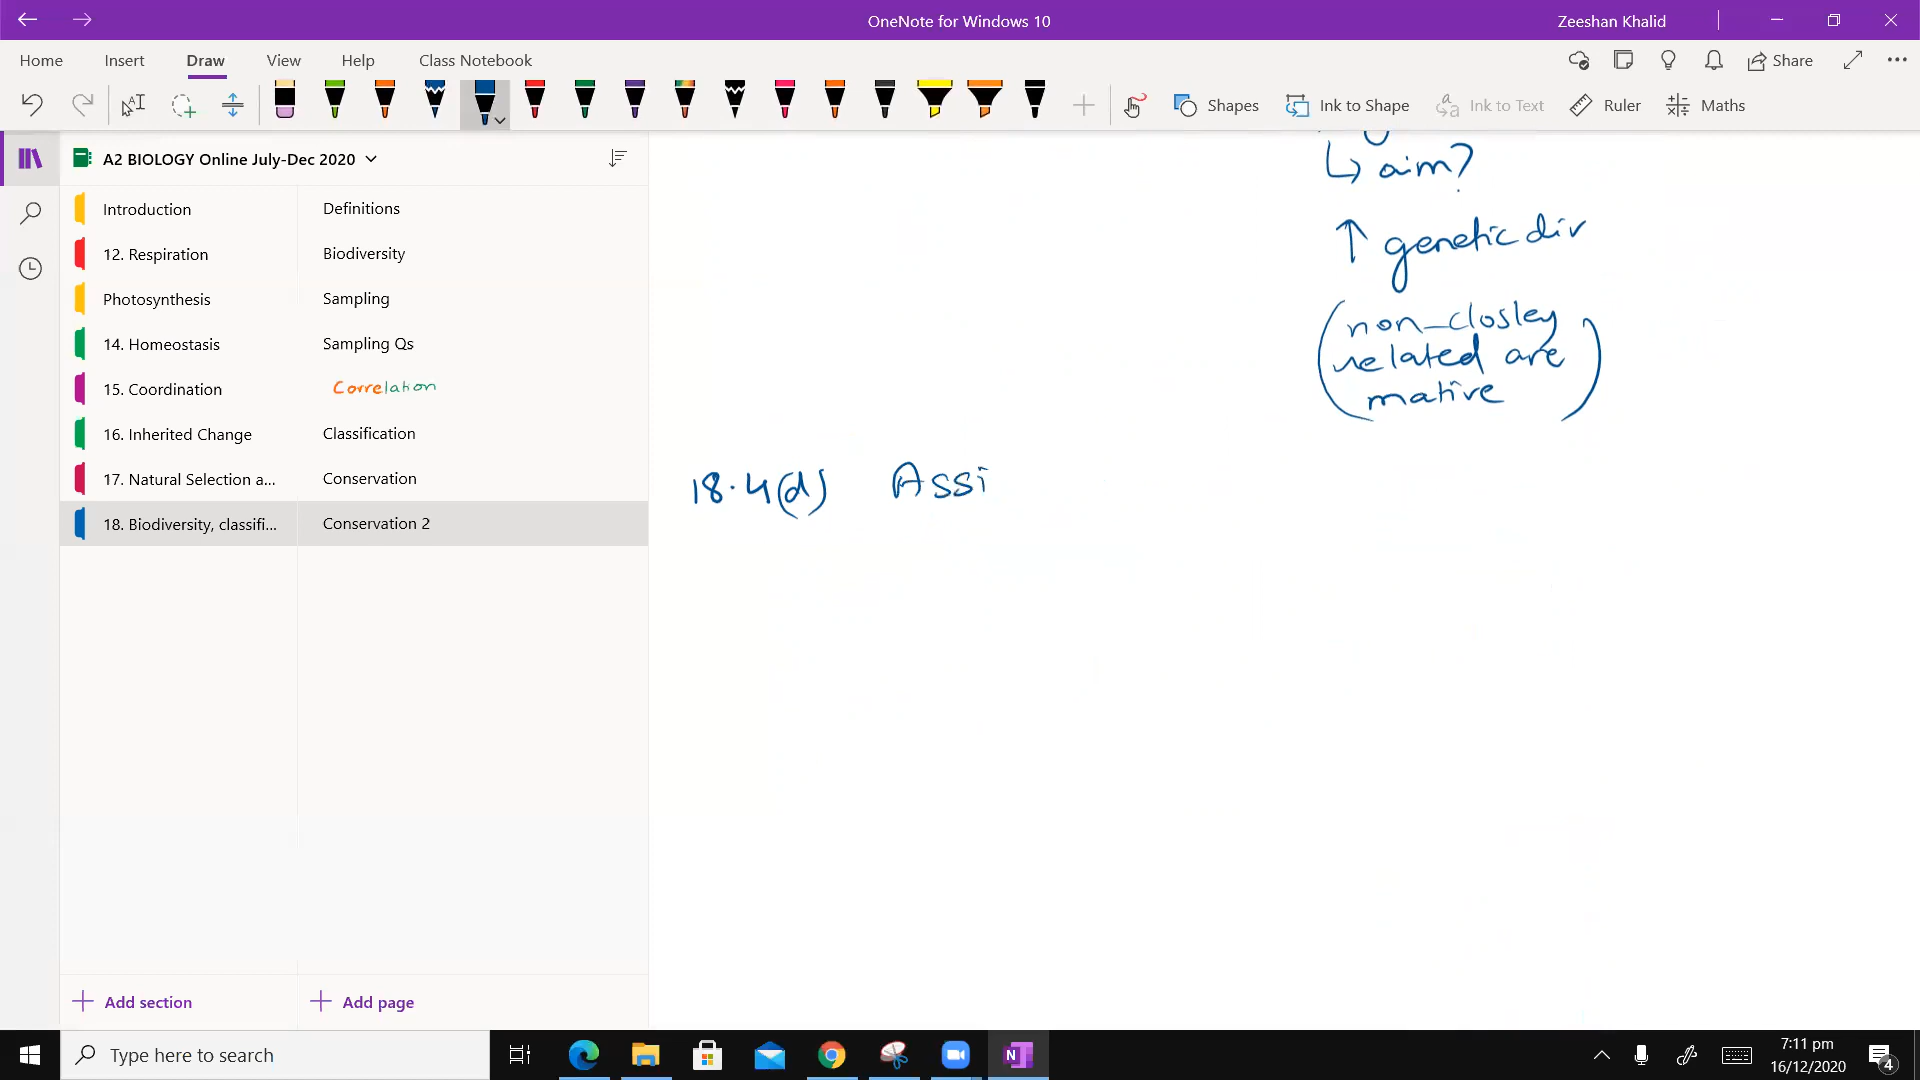 OneNote for Windows 10
Zeeshan Khalid
Home Insert Draw View Help Class Notebook
Share
Shapes Ink to Shape Ink to Text Ruler Maths
A2 BIOLOGY Online July-Dec 2020
Introduction
12. Respiration
Photosynthesis
14. Homeostasis
15. Coordination
16. Inherited Change
17. Natural Selection a...
18. Biodiversity, classifi...
Definitions
Biodiversity
Sampling
Sampling Qs
Correlation
Classification
Conservation
Conservation 2
↳ aim?
↑ genetic div
(non-closley
related are
mative)
18.4(d) Assi
Add section
Add page
Type here to search
7:11 pm
16/12/2020
4